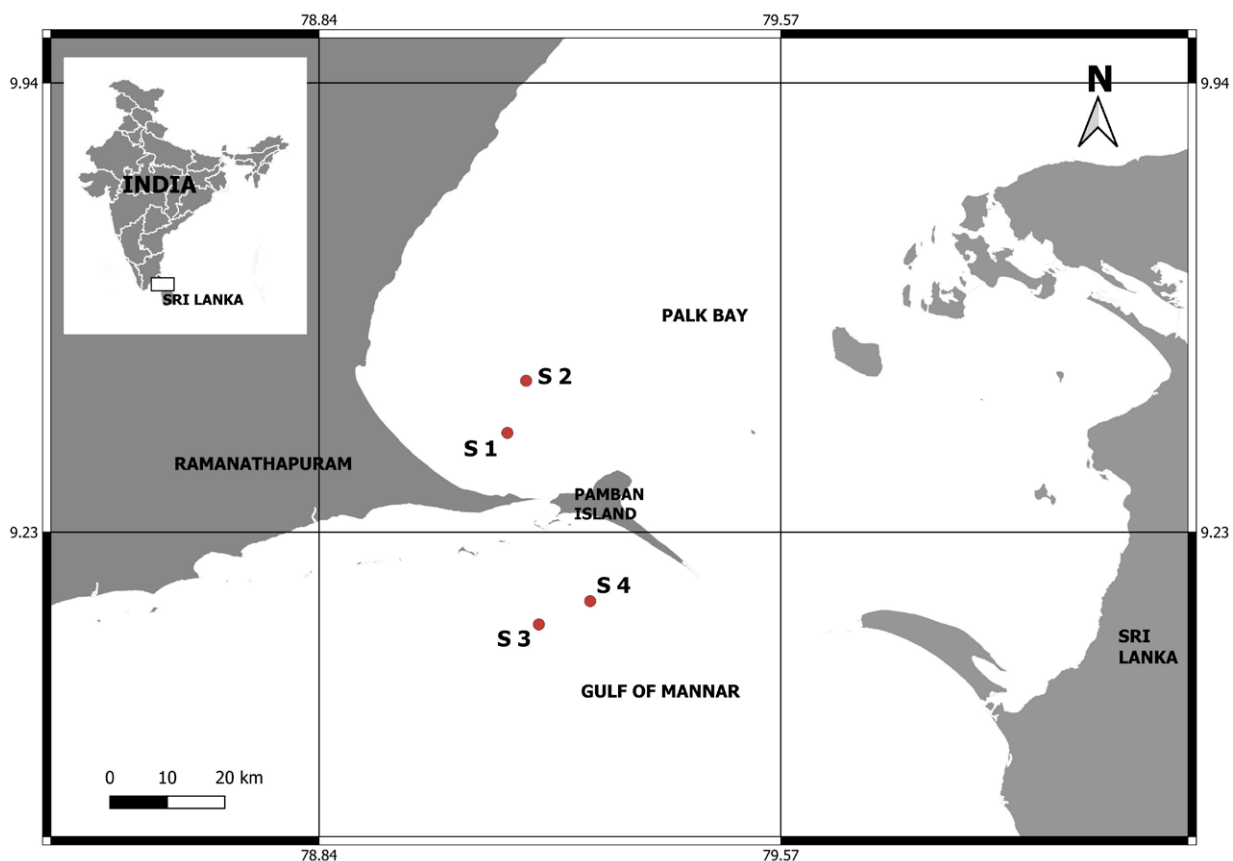 78.84
79.57
9.94
9.94
N
INDIA
SRI LANKA
PALK BAY
S 2
S 1
RAMANATHAPURAM
PAMBAN
ISLAND
9.23
9.23
S 4
S 3
SRI
LANKA
GULF OF MANNAR
0 10 20 km
78.84
79.57